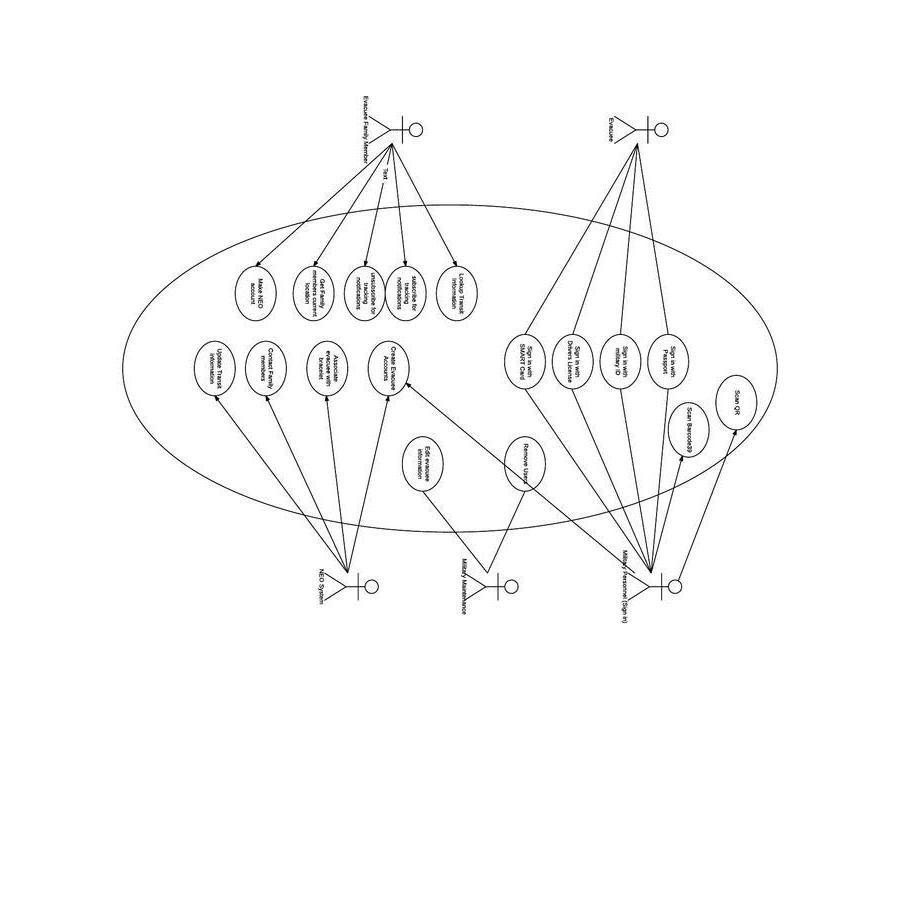 Scan QR
Scan Barcode39
Evacuee
Sign in with
Passport
Sign in with
military ID
Sign in with
Drivers License
Sign in with
SMART Card
Military Personnel (Sign in)
Remove Users
Military Maintenance
Edit evacuee
information
Evacuee Family Member
Text
Lookup Transit
Information
subscribe for
tracking
notifications
unsubscribe for
tracking
notifications
Get Family
members current
location
Make NEO
account
Create Evacuee
Accounts
Associate
evacuee with
bracelet
Contact Family
members
Update Transit
information
NEO System